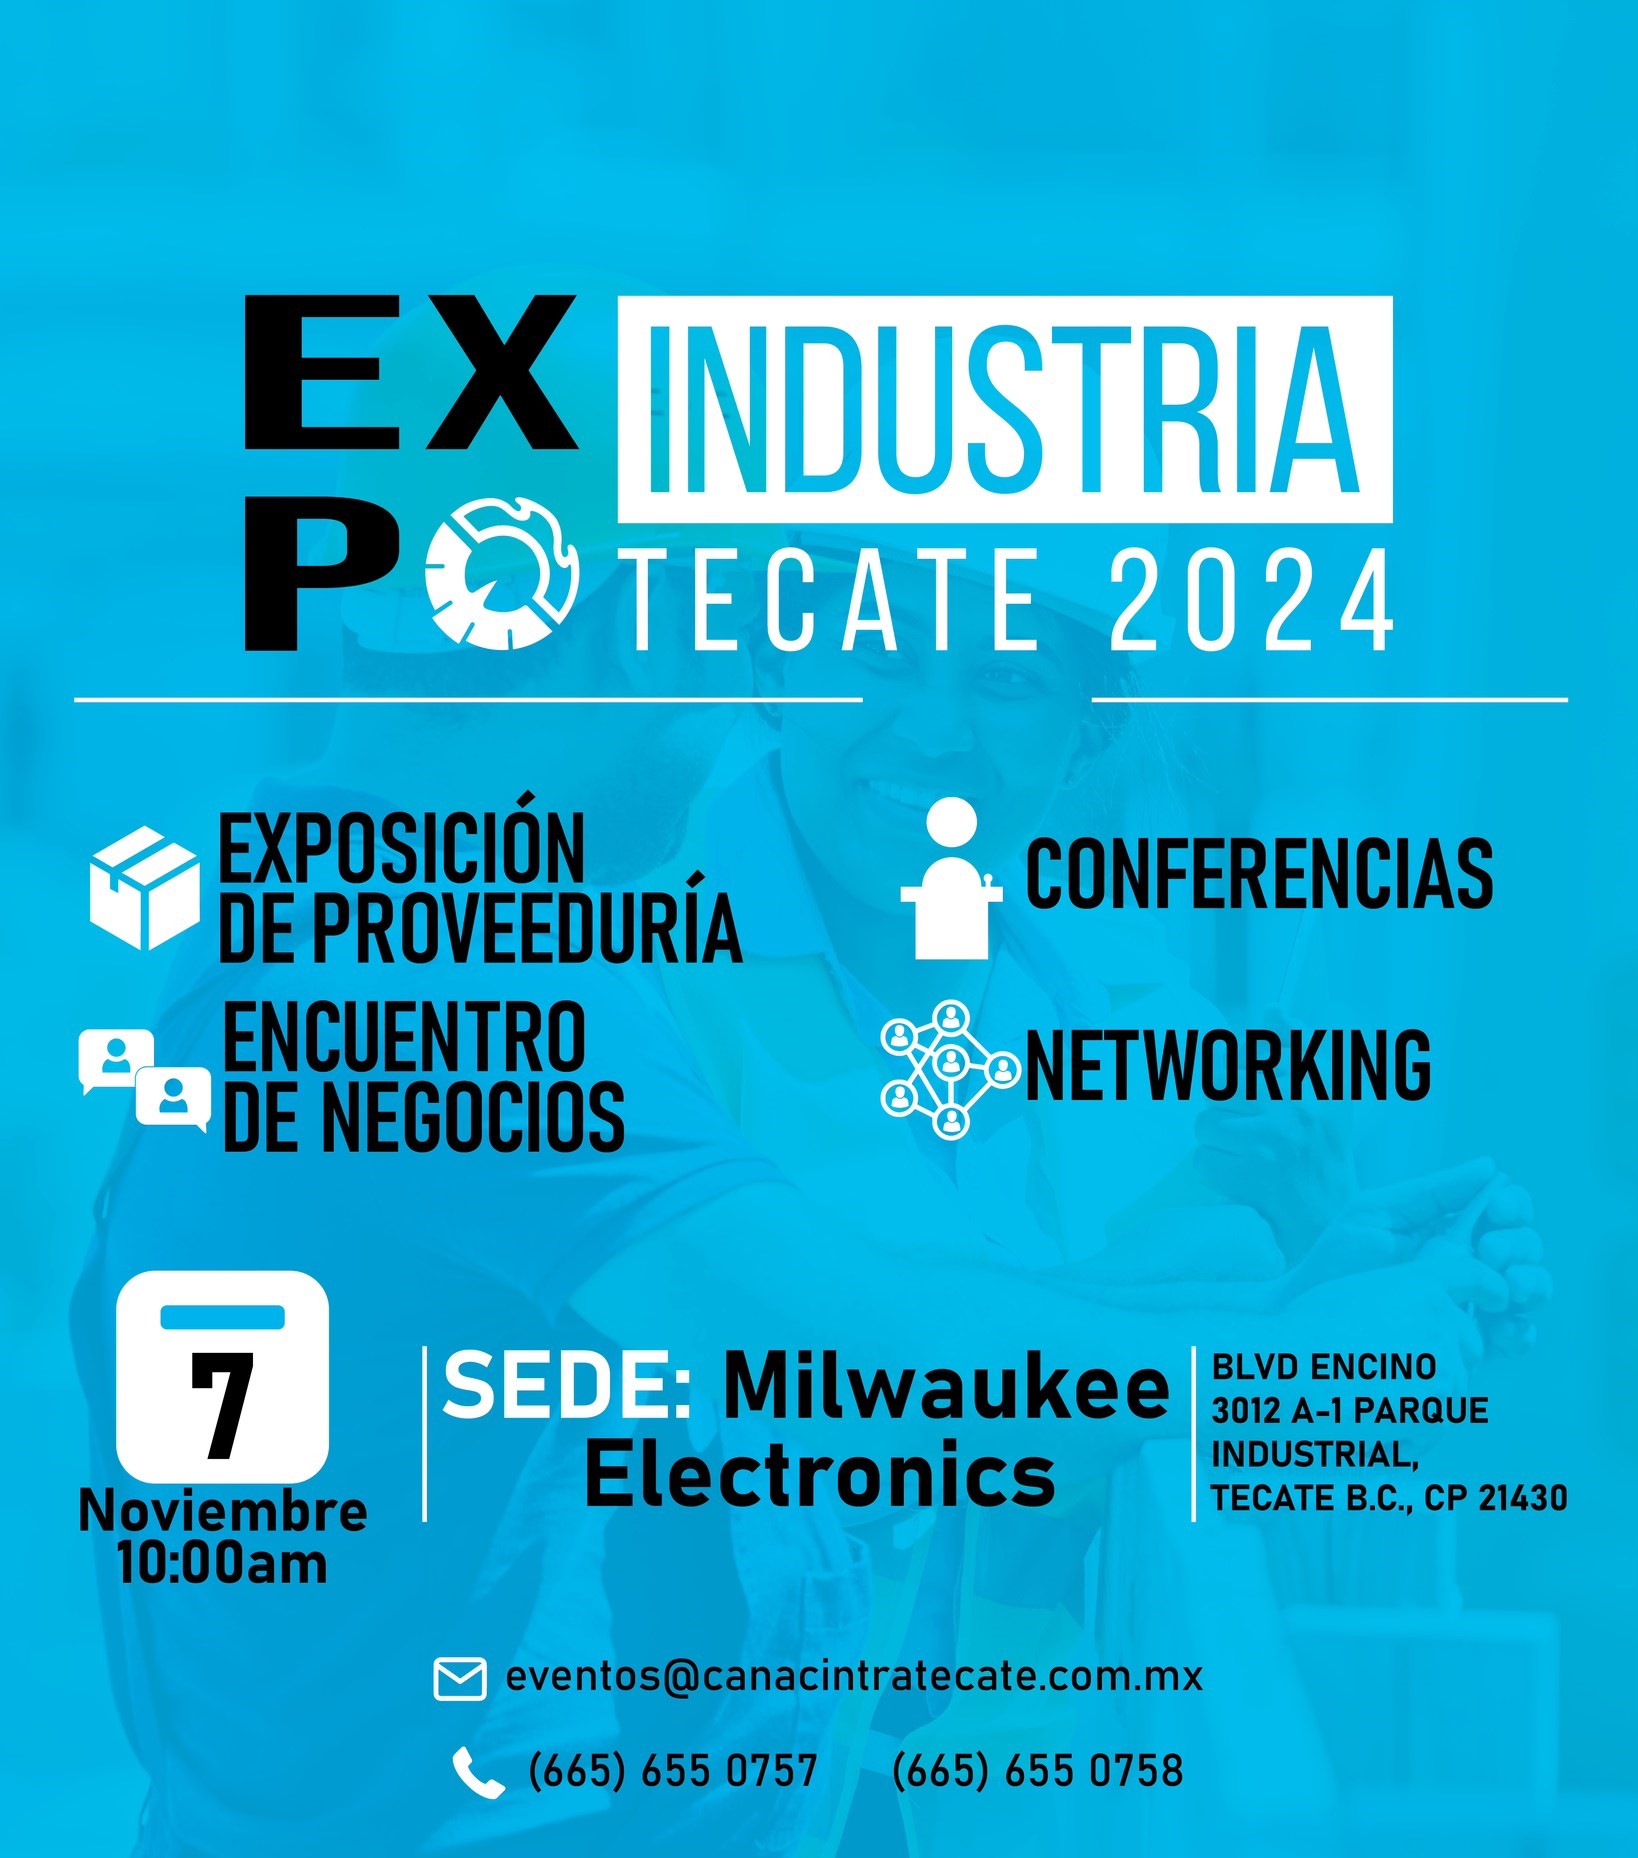 EX
PO
INDUSTRIA
TECATE 2024
EXPOSICIÓN
DE PROVEEDURÍA
CONFERENCIAS
ENCUENTRO
DE NEGOCIOS
NETWORKING
7
Noviembre
10:00am
SEDE: Milwaukee
Electronics
BLVD ENCINO
3012 A-1 PARQUE
INDUSTRIAL,
TECATE B.C., CP 21430
eventos@canacintratecate.com.mx
(665) 655 0757 (665) 655 0758